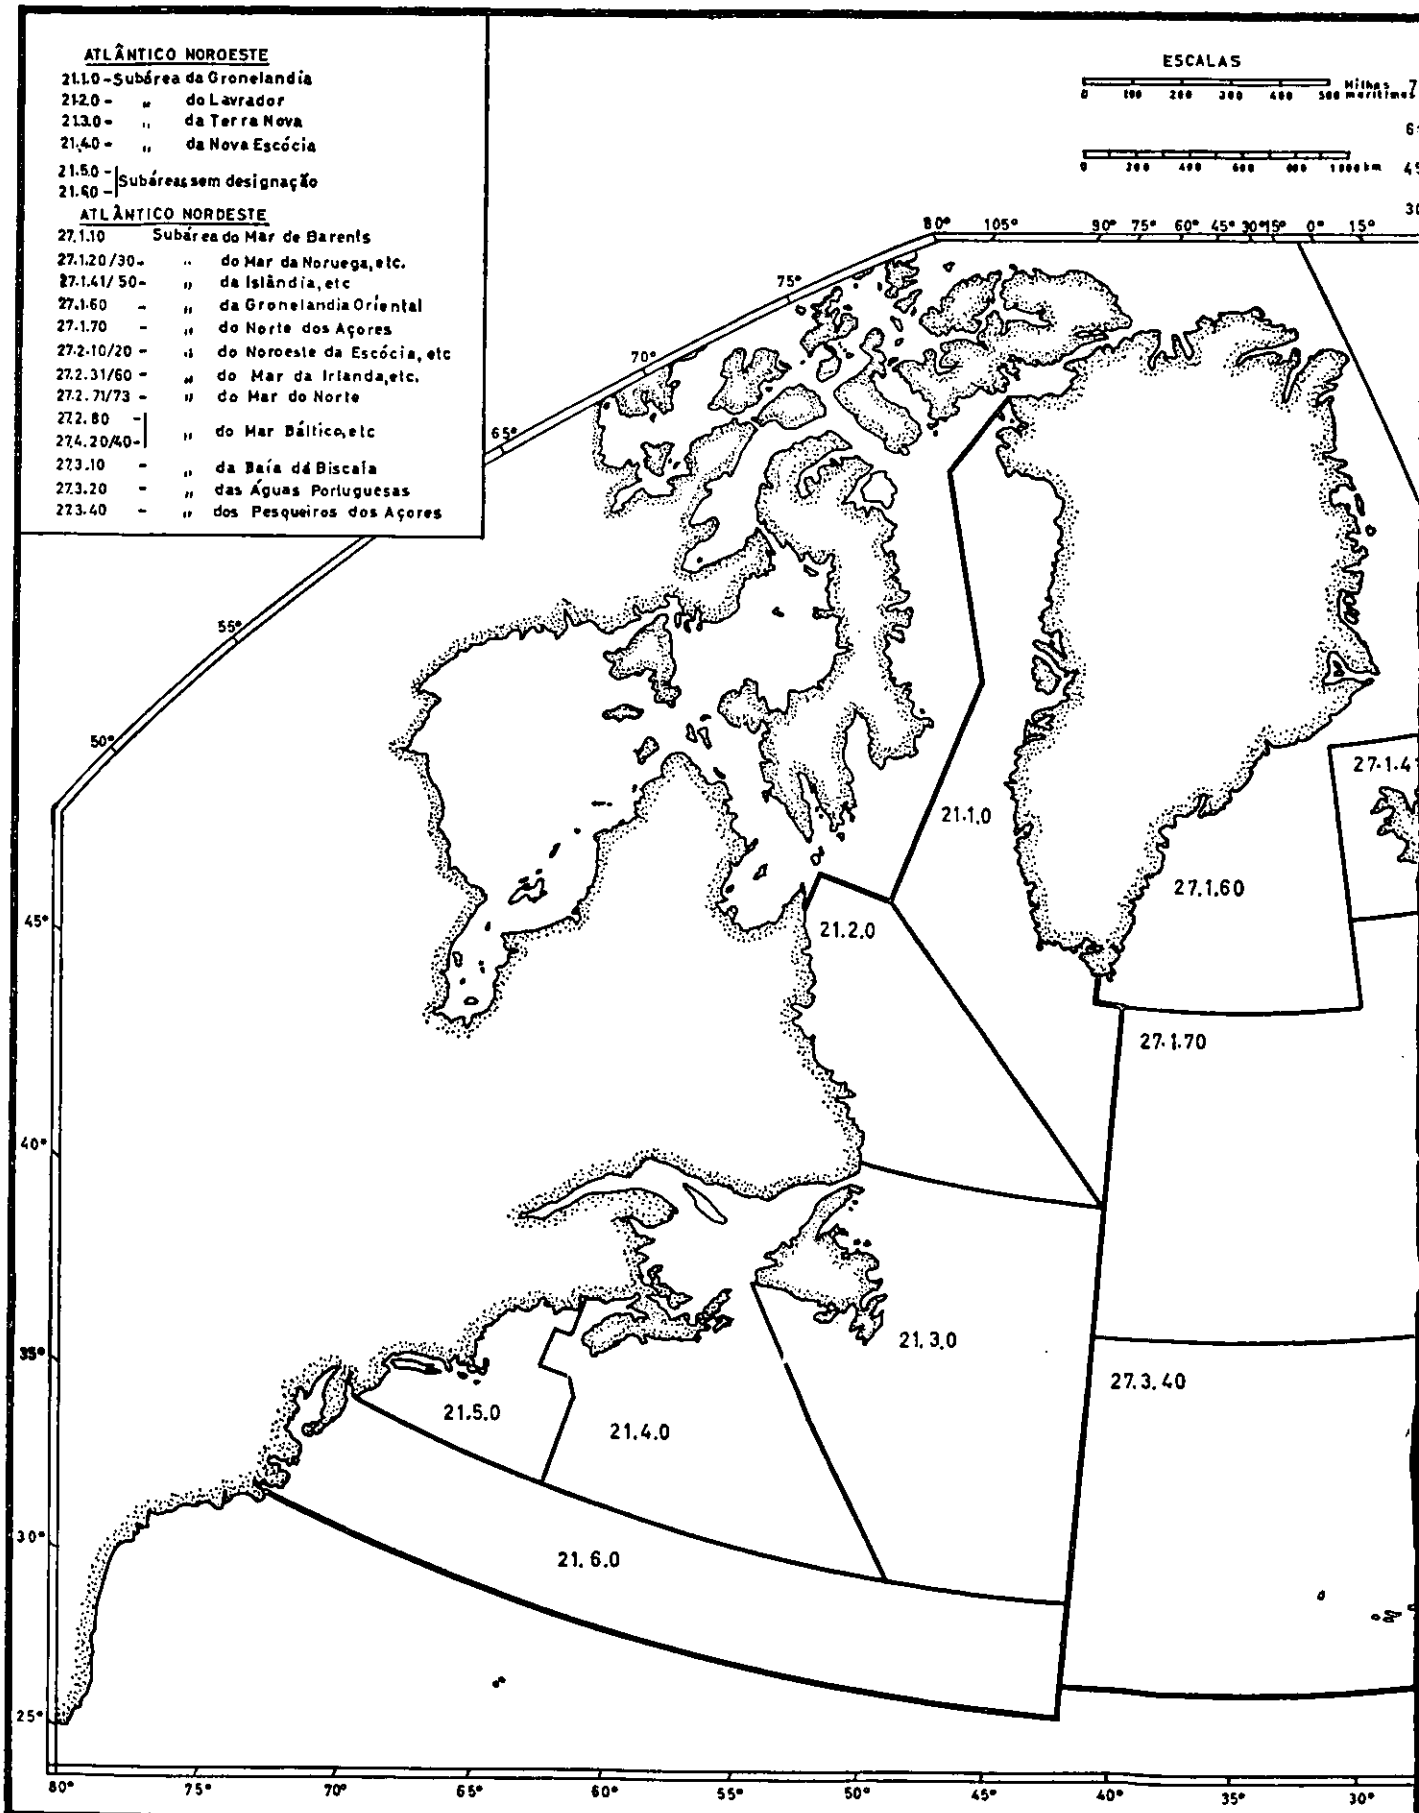 ATLÂNTICO NOROESTE
21.1.0 - Subárea da Gronelandia
21.2.0 - " do Lavrador
21.3.0 - " da Terra Nova
21.4.0 - " da Nova Escócia
21.5.0 -
21.6.0 - Subáreas sem designação
ATLÂNTICO NORDESTE
27.1.10 Subárea do Mar de Barents
27.1.20/30 - " do Mar da Noruega, etc.
27.1.41/50 - " da Islândia, etc
27.1.60 - " da Gronelandia Oriental
27.1.70 - " do Norte dos Açores
27.2.10/20 - " do Noroeste da Escócia, etc
27.2.31/60 - " do Mar da Irlanda, etc.
27.2.71/73 - " do Mar do Norte
27.2.80 -
27.4.20/40 - " do Mar Báltico, etc
27.3.10 - " da Baía da Biscaia
27.3.20 - " das Águas Portuguesas
27.3.40 - " dos Pesqueiros dos Açores
ESCALAS
0 100 200 300 400 500 Milhas marítimas
0 200 400 600 800 1000 km
80° 105° 90° 75° 60° 45° 30° 15° 0° 15°
75°
70°
65°
55°
50°
45°
40°
35°
30°
25°
27.1.4
21.1.0
27.1.60
21.2.0
27.1.70
21.3.0
27.3.40
21.5.0
21.4.0
21.6.0
80° 75° 70° 65° 60° 55° 50° 45° 40° 35° 30°